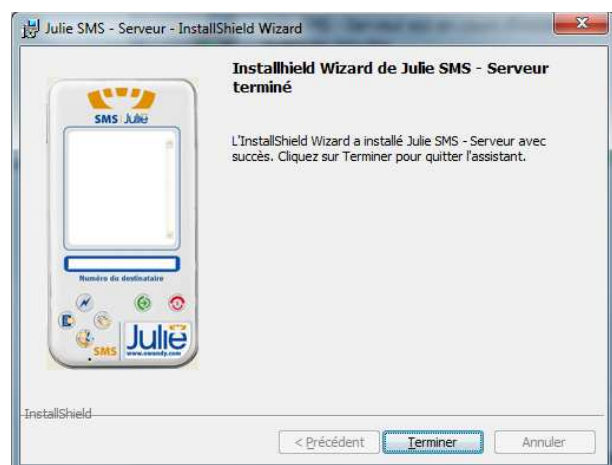 Julie SMS - Serveur - InstallShield Wizard
Installhield Wizard de Julie SMS - Serveur
terminé
L'InstallShield Wizard a installé Julie SMS - Serveur avec
succès. Cliquez sur Terminer pour quitter l'assistant.
SMS Julie
Numéro du destinataire
SMS
Julie
www.owandy.com
InstallShield
< Précédent
Terminer
Annuler